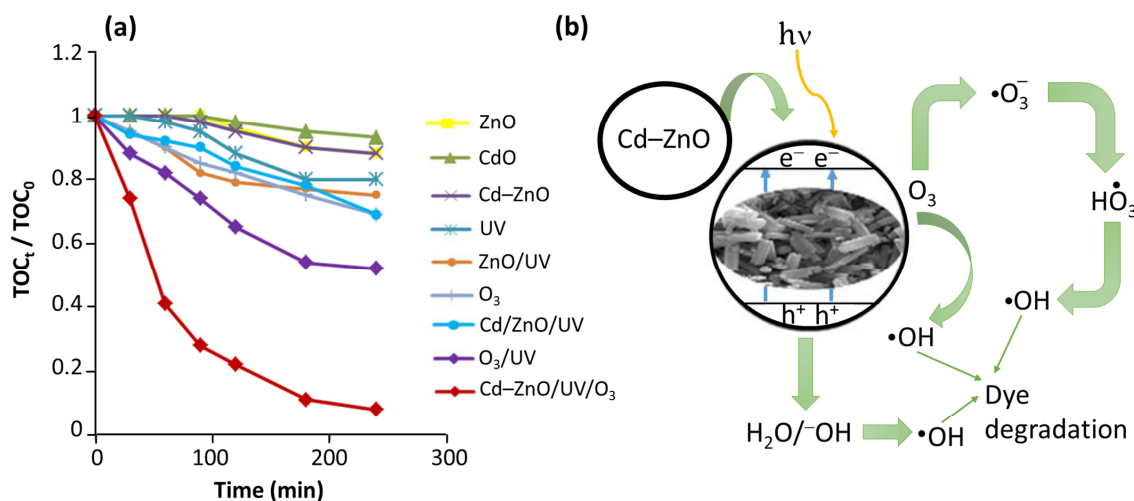 (a)
1.2
1
0.8
0.6
0.4
0.2
0
TOCₜ / TOC₀
0
100
200
300
Time (min)
ZnO
CdO
Cd–ZnO
UV
ZnO/UV
O₃
Cd/ZnO/UV
O₃/UV
Cd–ZnO/UV/O₃
(b)
hν
Cd–ZnO
e⁻ e⁻
h⁺ h⁺
O₃
•O₃⁻
HO₃•
•OH
•OH
H₂O/⁻OH
•OH
Dye
degradation